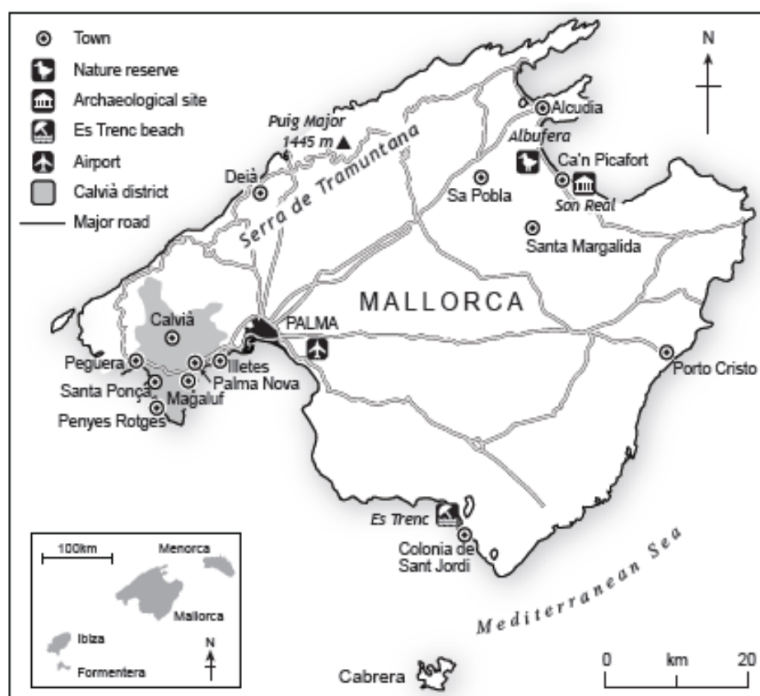 Town
Nature reserve
Archaeological site
Es Trenc beach
Airport
Calvià district
Major road
N
Puig Major
1445 m
Serra de Tramuntana
Deià
Alcudia
Albufera
Ca'n Picafort
Sa Pobla
Son Real
Santa Margalida
MALLORCA
Calvià
PALMA
Peguera
Illetes
Palma Nova
Santa Ponça
Magaluf
Penyes Rotges
Porto Cristo
Es Trenc
Colonia de
Sant Jordi
Mediterranean Sea
100km
Menorca
Mallorca
Ibiza
N
Formentera
Cabrera
0 km 20